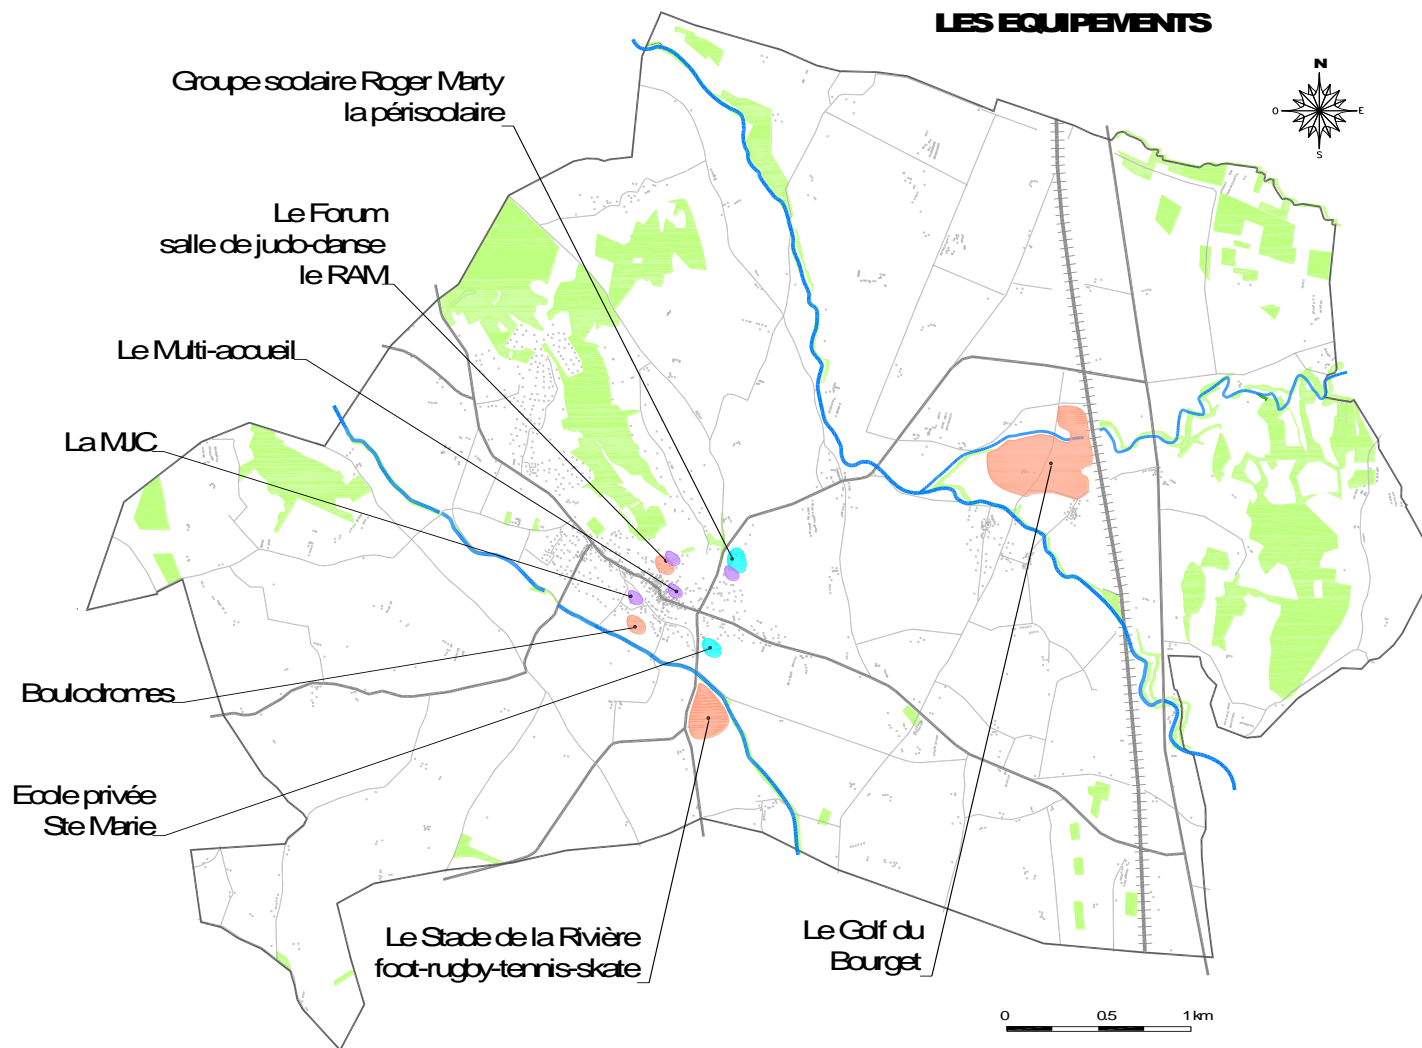 LES EQUIPEMENTS
N
O
E
S
Groupe scolaire Roger Marty
la périscolaire
Le Forum
salle de judo-danse
le RAM
Le Multi-accueil
La MJC
Boulodromes
Ecole privée
Ste Marie
Le Stade de la Rivière
foot-rugby-tennis-skate
Le Golf du
Bourget
0 0.5 1 km